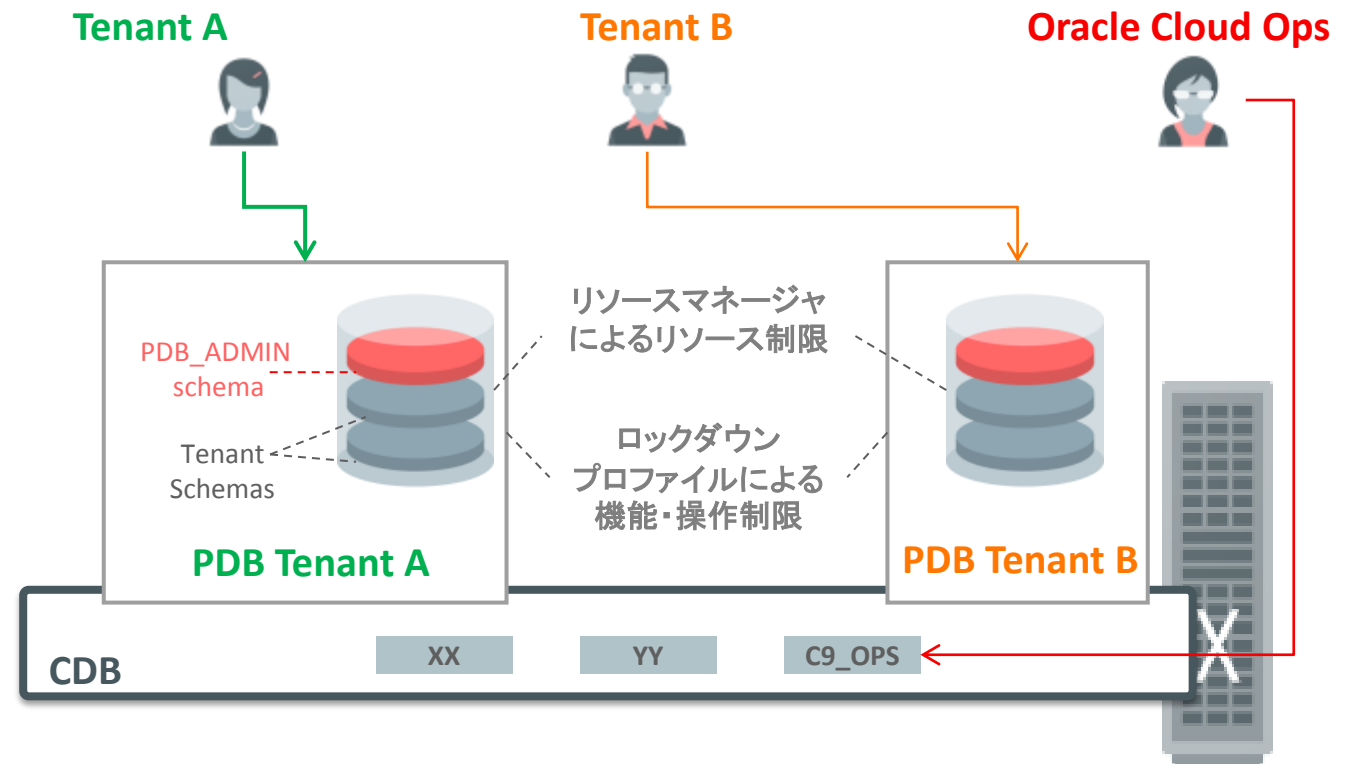 Tenant A
Tenant B
Oracle Cloud Ops
リソースマネージャ
によるリソース制限
PDB_ADMIN
schema
Tenant
Schemas
ロックダウン
プロファイルによる
機能・操作制限
PDB Tenant A
PDB Tenant B
CDB
XX
YY
C9_OPS
X